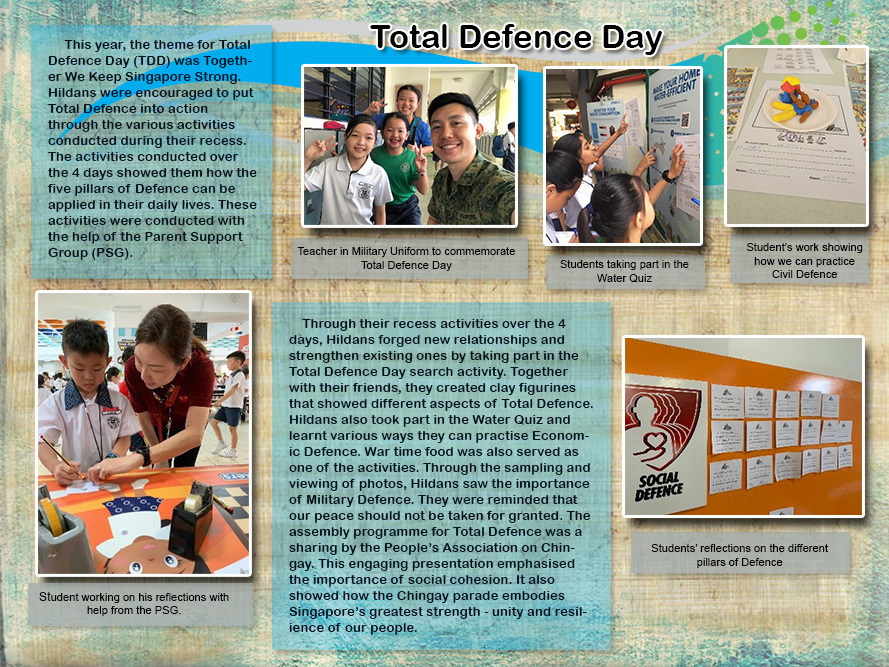 Total Defence Day
This year, the theme for Total
Defence Day (TDD) was Togeth-
er We Keep Singapore Strong.
Hildans were encouraged to put
Total Defence into action
through the various activities
conducted during their recess.
The activities conducted over
the 4 days showed them how the
five pillars of Defence can be
applied in their daily lives. These
activities were conducted with
the help of the Parent Support
Group (PSG).
Teacher in Military Uniform to commemorate
Total Defence Day
MAKE YOUR HOME
WATER-EFFICIENT
MONITOR YOUR
WATER CONSUMPTION
Students taking part in the
Water Quiz
Student's work showing
how we can practice
Civil Defence
Student working on his reflections with
help from the PSG.
Through their recess activities over the 4
days, Hildans forged new relationships and
strengthen existing ones by taking part in the
Total Defence Day search activity. Together
with their friends, they created clay figurines
that showed different aspects of Total Defence.
Hildans also took part in the Water Quiz and
learnt various ways they can practise Econom-
ic Defence. War time food was also served as
one of the activities. Through the sampling and
viewing of photos, Hildans saw the importance
of Military Defence. They were reminded that
our peace should not be taken for granted. The
assembly programme for Total Defence was a
sharing by the People's Association on Chin-
gay. This engaging presentation emphasised
the importance of social cohesion. It also
showed how the Chingay parade embodies
Singapore's greatest strength - unity and resil-
ience of our people.
SOCIAL
DEFENCE
Students' reflections on the different
pillars of Defence